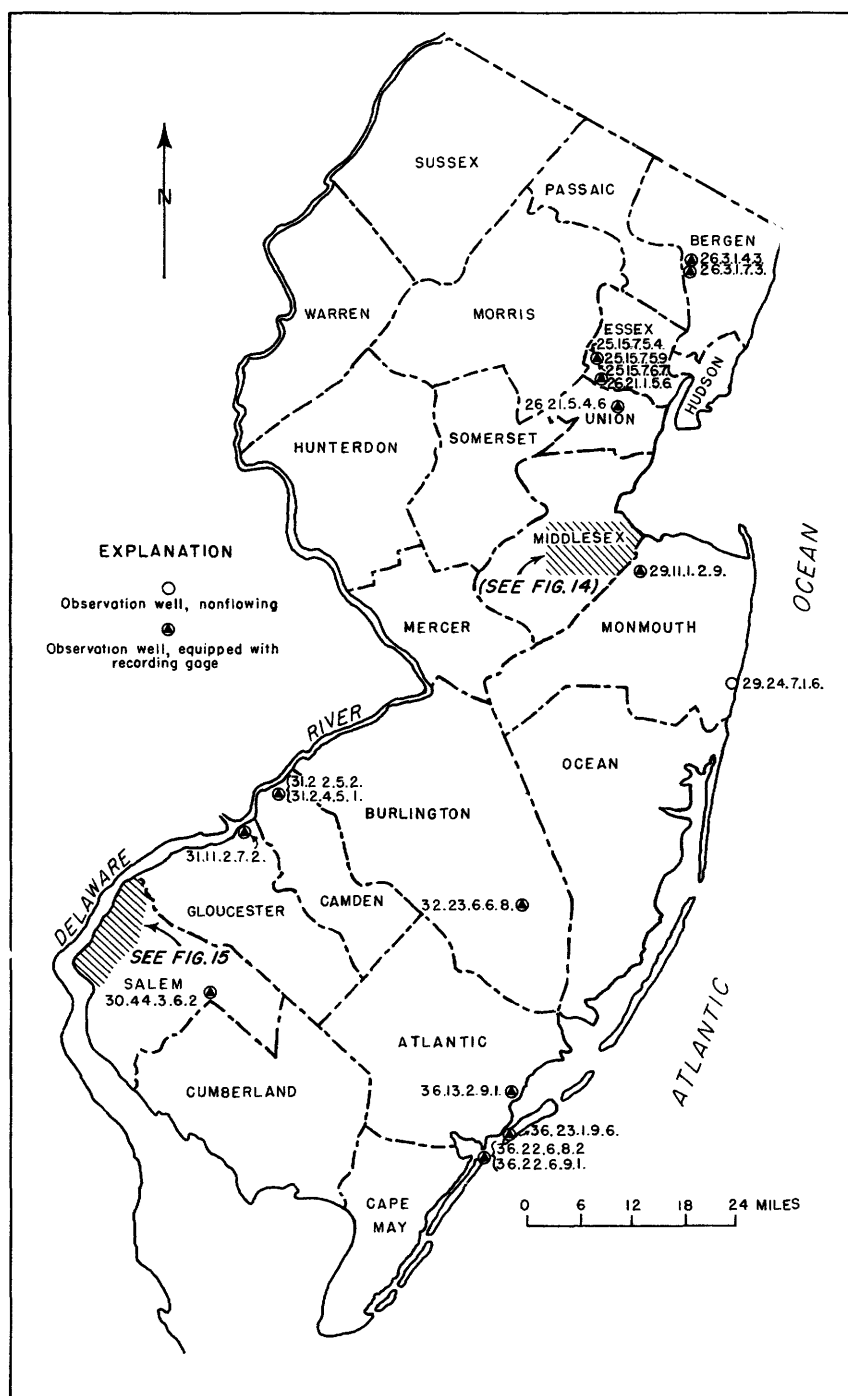 N
SUSSEX
PASSAIC
BERGEN
26.3.1.4.3.
26.3.1.7.3.
WARREN
MORRIS
ESSEX
25.15.7.5.4.
25.15.7.5.9
25.15.7.6.7.
26.21.1.5.6.
HUDSON
26 21.5.4.6
UNION
SOMERSET
HUNTERDON
MIDDLESEX
(SEE FIG. 14)
OCEAN
EXPLANATION
Observation well, nonflowing
Observation well, equipped with
recording gage
29.11.1.2.9.
MERCER
MONMOUTH
29.24.7.1.6.
RIVER
OCEAN
31.2 2.5.2.
31.2.4.5.1.
BURLINGTON
31.11.2.7.2.
DELAWARE
CAMDEN
GLOUCESTER
32.23.6.6.8.
SEE FIG. 15
SALEM
30.44.3.6.2
ATLANTIC
ATLANTIC
CUMBERLAND
36.13.2.9.1.
36.23.1.9.6.
36.22.6.8.2
36.22.6.9.1.
CAPE
MAY
0 6 12 18 24 MILES